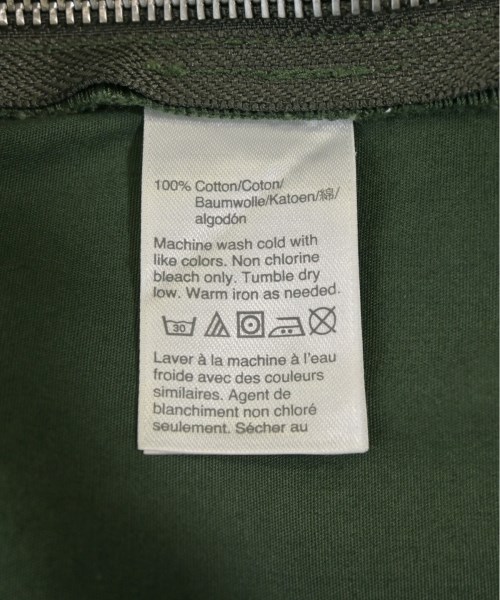 100% Cotton/Coton/
Baumwolle/Katoen/綿/
algodón
Machine wash cold with
like colors. Non chlorine
bleach only. Tumble dry
low. Warm iron as needed.
30
Laver à la machine à l'eau
froide avec des couleurs
similaires. Agent de
blanchiment non chloré
seulement. Sécher au